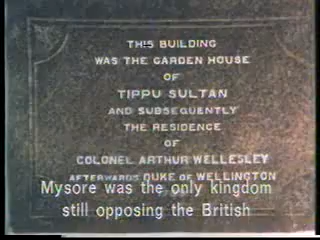 THIS BUILDING
WAS THE GARDEN HOUSE
OF
TIPPU SULTAN
AND SUBSEQUENTLY
THE RESIDENCE
OF
COLONEL ARTHUR WELLESLEY
AFTERWARDS DUKE OF WELLINGTON
Mysore was the only kingdom
still opposing the British